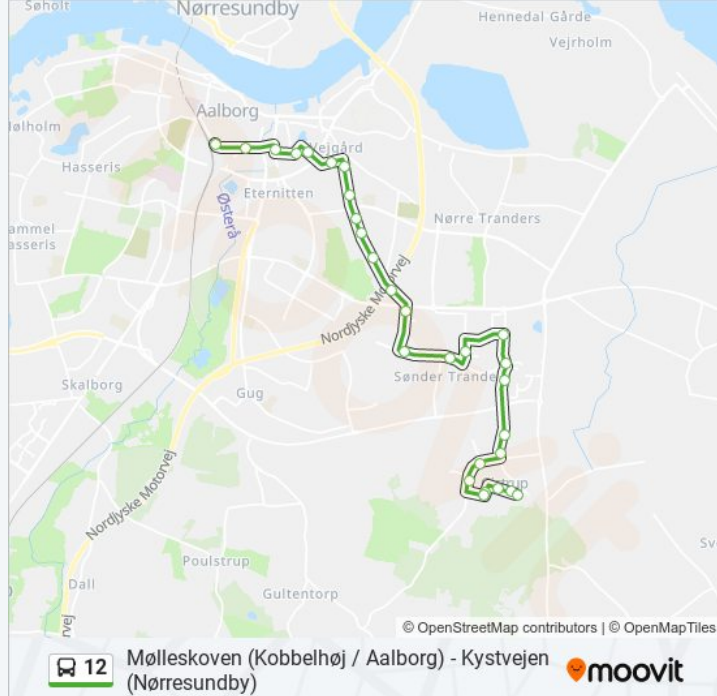 Søholt
Nørresundby
Hennedal Gårde
Vejrholm
Aalborg
Vejgård
Hasseris
Eternitten
Østerå
Nørre Tranders
Nordjyske Motorvej
Sønder Trande
Skalborg
Gug
Nordjyske Motorvej
Poulstrup
Dall
Gultentorp
© OpenStreetMap contributors | © OpenMapTiles
12
Mølleskoven (Kobbelhøj / Aalborg) - Kystvejen
(Nørresundby)
moovit